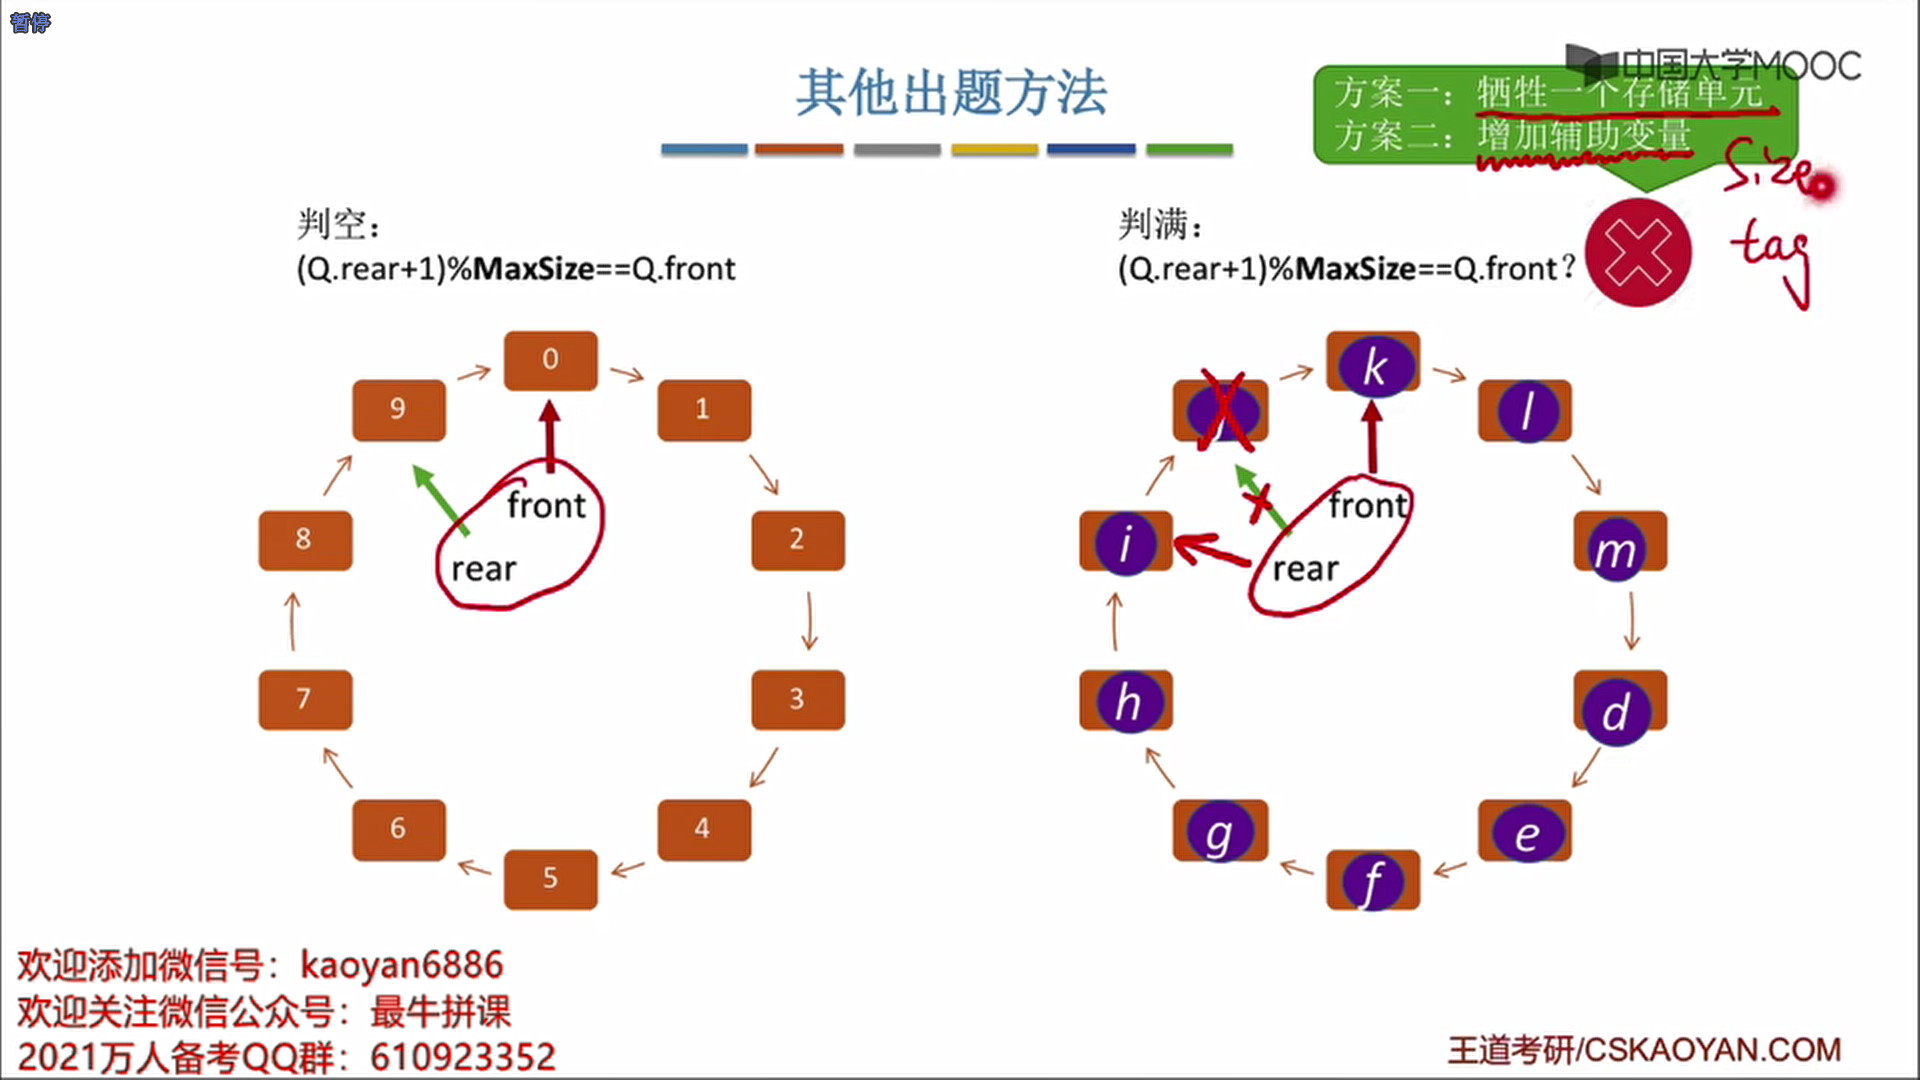 暂停
中国大学MOOC
其他出题方法
方案一：牺牲一个存储单元
方案二：增加辅助变量
size
tag
判空：
(Q.rear+1)%MaxSize==Q.front
判满：
(Q.rear+1)%MaxSize==Q.front？
0
1
2
3
4
5
6
7
8
9
front
rear
k
l
m
d
e
f
g
h
i
front
rear
欢迎添加微信号：kaoyan6886
欢迎关注微信公众号：最牛拼课
2021万人备考QQ群：610923352
王道考研/CSKAOYAN.COM